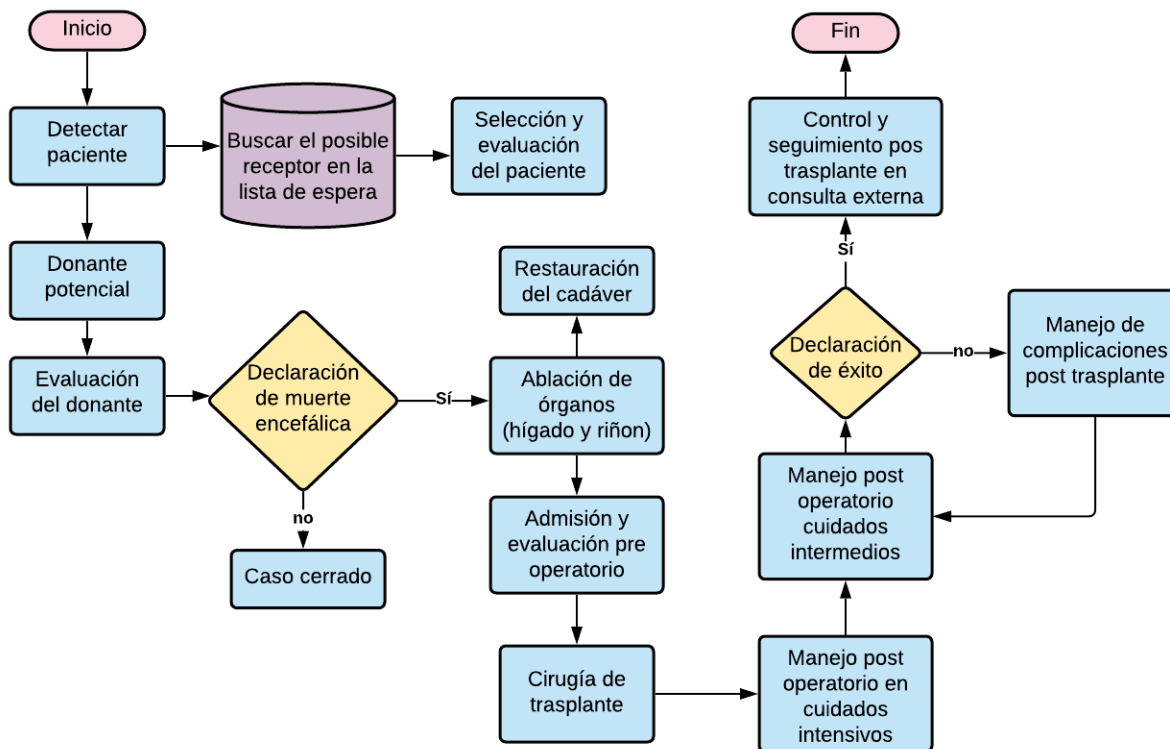 Inicio
Detectar
paciente
Buscar el posible
receptor en la
lista de espera
Selección y
evaluación
del paciente
Donante
potencial
Evaluación
del donante
Declaración
de muerte
encefálica
no
Caso cerrado
Sí
Restauración
del cadáver
Ablación de
órganos
(hígado y riñon)
Admisión y
evaluación pre
operatorio
Cirugía de
trasplante
Manejo post
operatorio en
cuidados
intensivos
Manejo post
operatorio
cuidados
intermedios
Declaración
de éxito
no
Manejo de
complicaciones
post trasplante
Sí
Control y
seguimiento pos
trasplante en
consulta externa
Fin